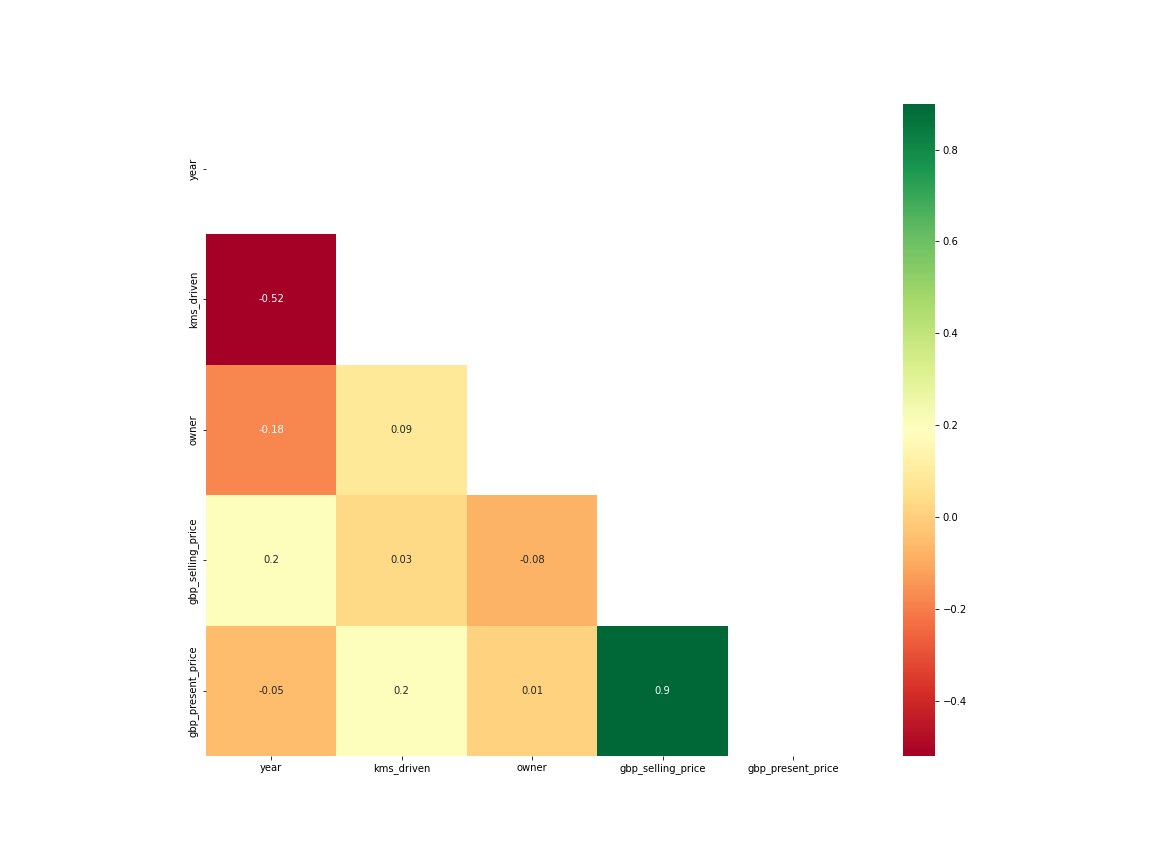 year
kms_driven
-0.52
owner
-0.18 0.09
gbp_selling_price
0.2 0.03 -0.08
gbp_present_price
-0.05 0.2 0.01 0.9
year kms_driven owner gbp_selling_price gbp_present_price
0.8
0.6
0.4
0.2
0.0
−0.2
−0.4